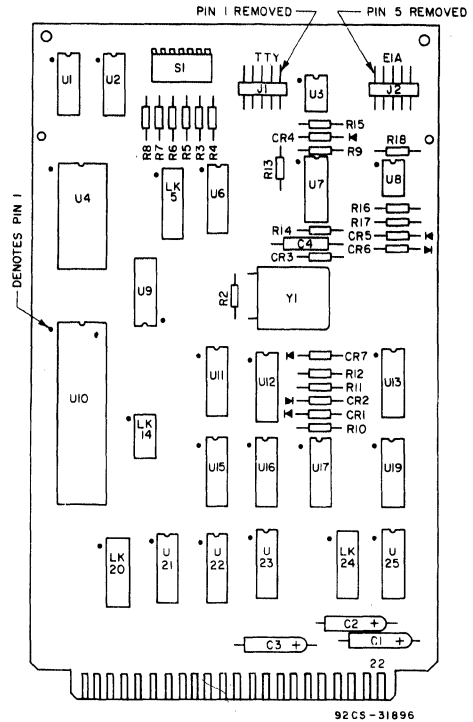 PIN 1 REMOVED
PIN 5 REMOVED
U1
U2
S1
TTY
J1
U3
EIA
J2
R8
R7
R6
R5
R3
R4
R15
CR4
R9
R18
R13
U4
LK
5
U6
U7
U8
R16
R17
R14
CR5
C4
CR6
CR3
DENOTES PIN 1
U9
R2
Y1
U10
U11
U12
CR7
R12
R11
CR2
CR1
R10
U13
LK
14
U15
U16
U17
U19
LK
20
U
21
U
22
U
23
LK
24
U
25
C2 +
C1 +
C3 +
22
92CS-31896